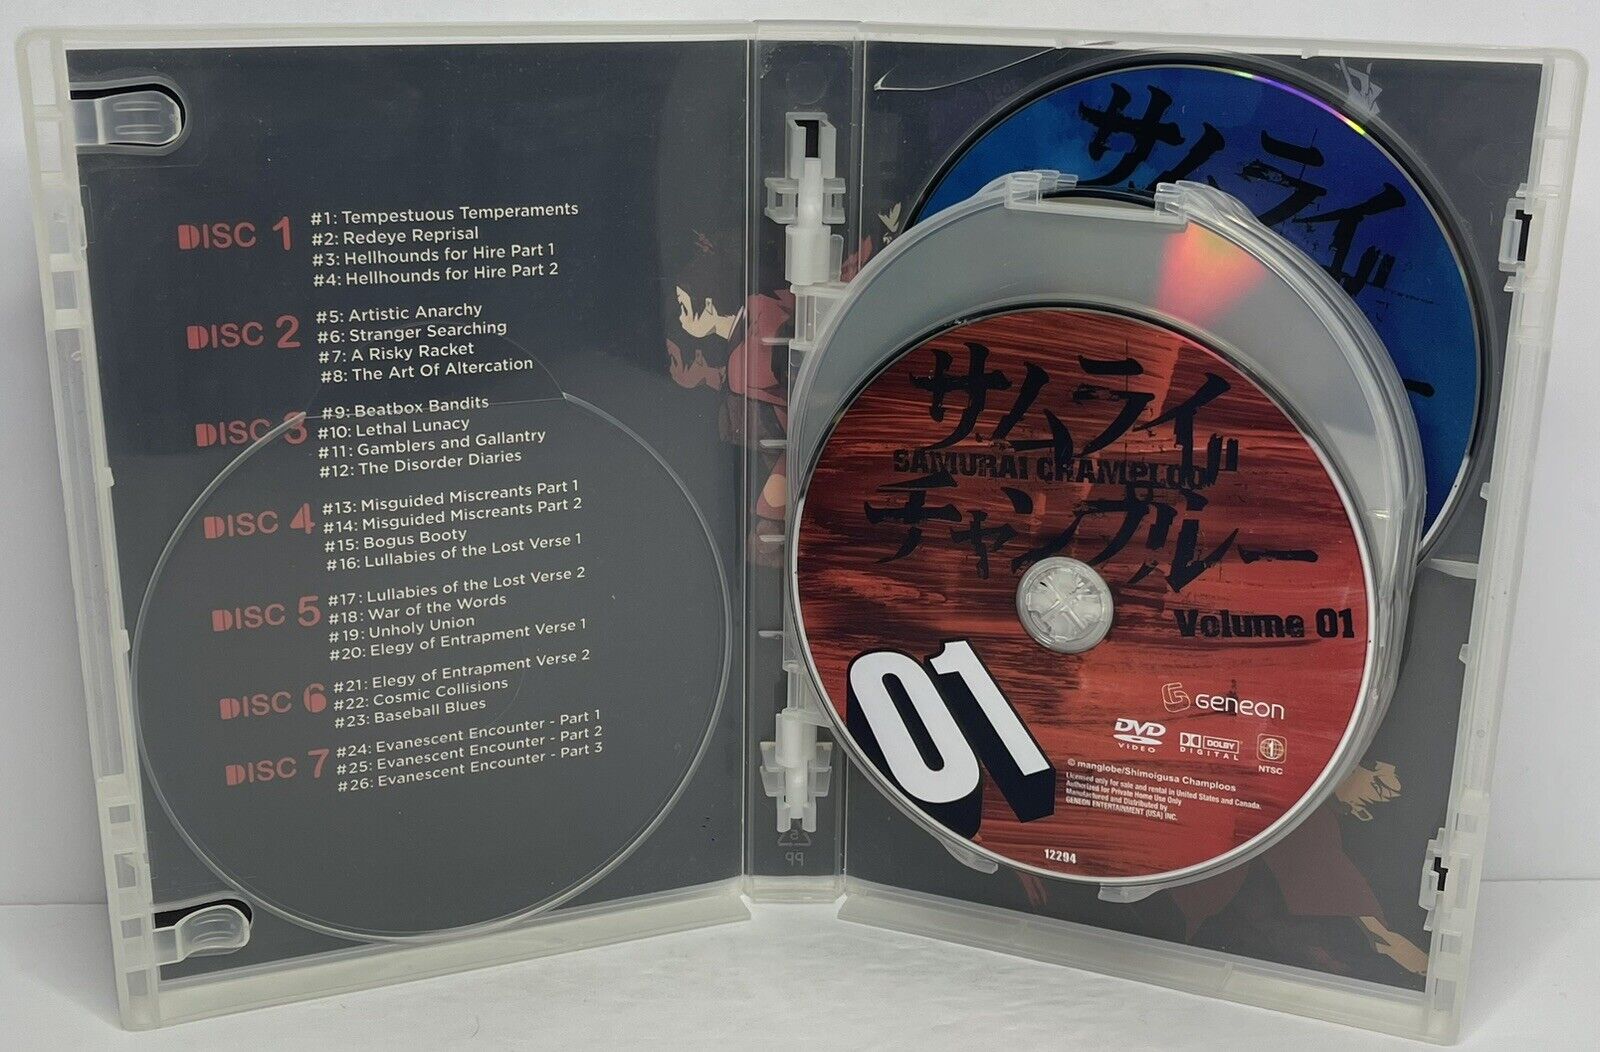 DISC 1
#1: Tempestuous Temperaments
#2: Redeye Reprisal
#3: Hellhounds for Hire Part 1
#4: Hellhounds for Hire Part 2
DISC 2
#5: Artistic Anarchy
#6: Stranger Searching
#7: A Risky Racket
#8: The Art Of Altercation
DISC 3
#9: Beatbox Bandits
#10: Lethal Lunacy
#11: Gamblers and Gallantry
#12: The Disorder Diaries
DISC 4
#13: Misguided Miscreants Part 1
#14: Misguided Miscreants Part 2
#15: Bogus Booty
#16: Lullabies of the Lost Verse 1
DISC 5
#17: Lullabies of the Lost Verse 2
#18: War of the Words
#19: Unholy Union
#20: Elegy of Entrapment Verse 1
DISC 6
#21: Elegy of Entrapment Verse 2
#22: Cosmic Collisions
#23: Baseball Blues
DISC 7
#24: Evanescent Encounter - Part 1
#25: Evanescent Encounter - Part 2
#26: Evanescent Encounter - Part 3
PP
サムライ
サムライ
SAMURAI CHAMPLOO
チャンプルー
Volume 01
01
GENEON
DVD
VIDEO
DOLBY
DIGITAL
1
NTSC
© manglobe/Shimoigusa Champloos
Licensed only for sale and rental in United States and Canada.
Authorized for Private Home Use Only
Manufactured and Distributed by
GENEON ENTERTAINMENT (USA) INC.
12294